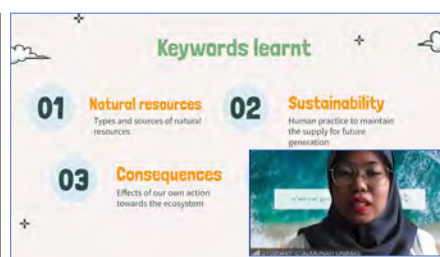 Keywords learnt
01
Natural resources
Types and sources of natural
resources
02
Sustainability
Human practice to maintain
the supply for future
generation
03
Consequences
Effects of our own action
towards the ecosystem